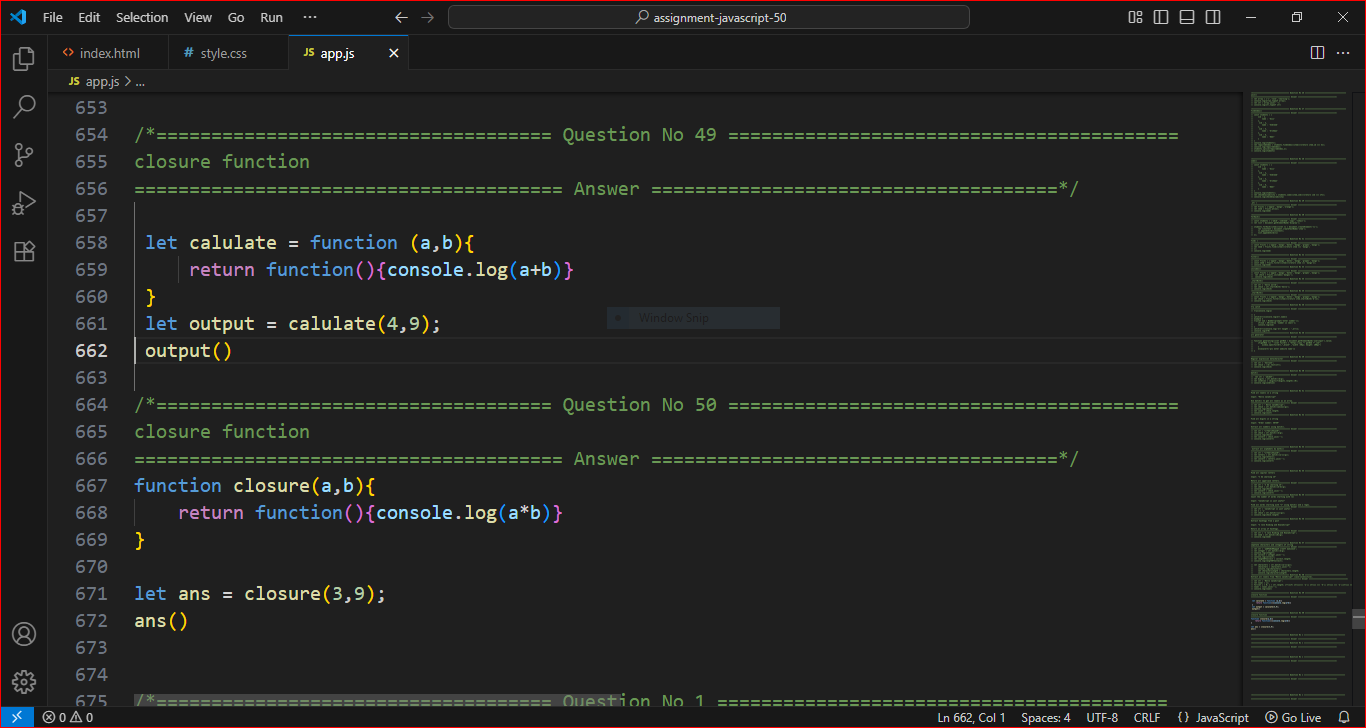 File Edit Selection View Go Run ··· ← → assignment-javascript-50
<> index.html # style.css JS app.js ×
JS app.js > ...
653
654 /*==================================== Question No 49 =========================================
655 closure function
656 ======================================= Answer =====================================*/
657
658 let calulate = function (a,b){
659 return function(){console.log(a+b)}
660 }
661 let output = calulate(4,9);
Window Snip
662 output()
663
664 /*==================================== Question No 50 =========================================
665 closure function
666 ======================================= Answer =====================================*/
667 function closure(a,b){
668 return function(){console.log(a*b)}
669 }
670
671 let ans = closure(3,9);
672 ans()
673
674
675 /*==================================== Question No 1 =========================================
0 0 Ln 662, Col 1 Spaces: 4 UTF-8 CRLF {} JavaScript Go Live